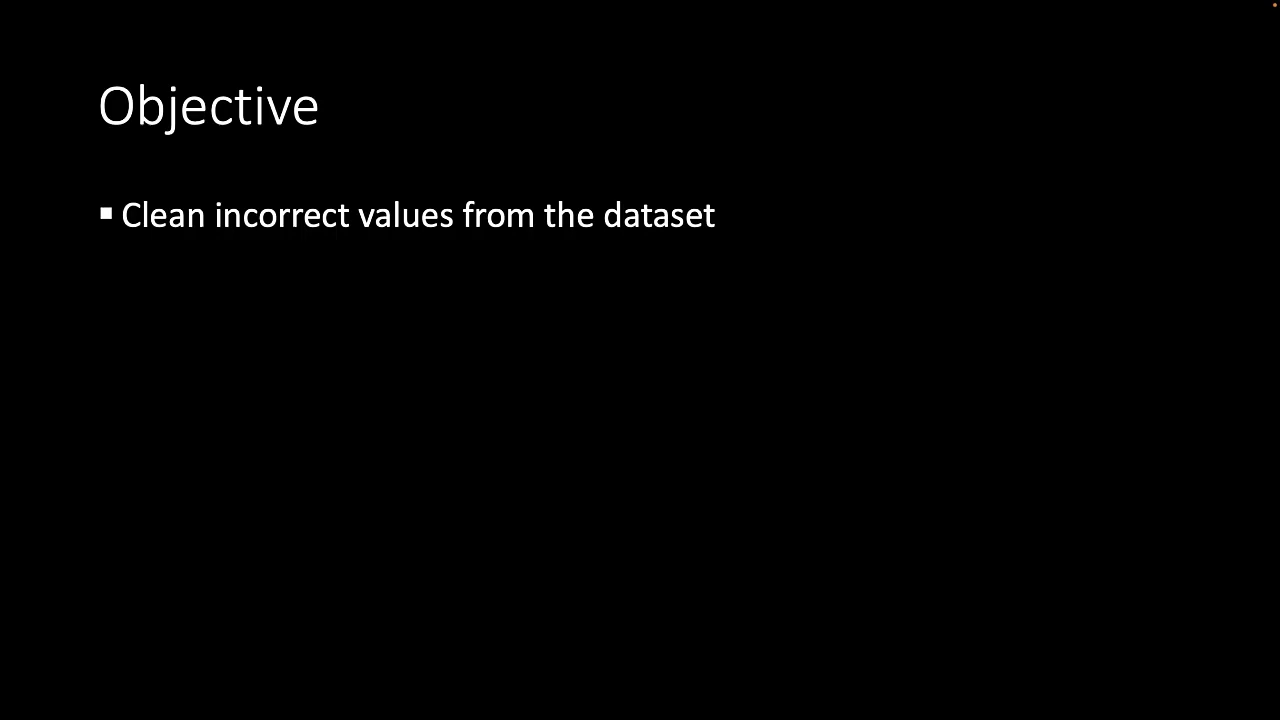 Objective
▪ Clean incorrect values from the dataset